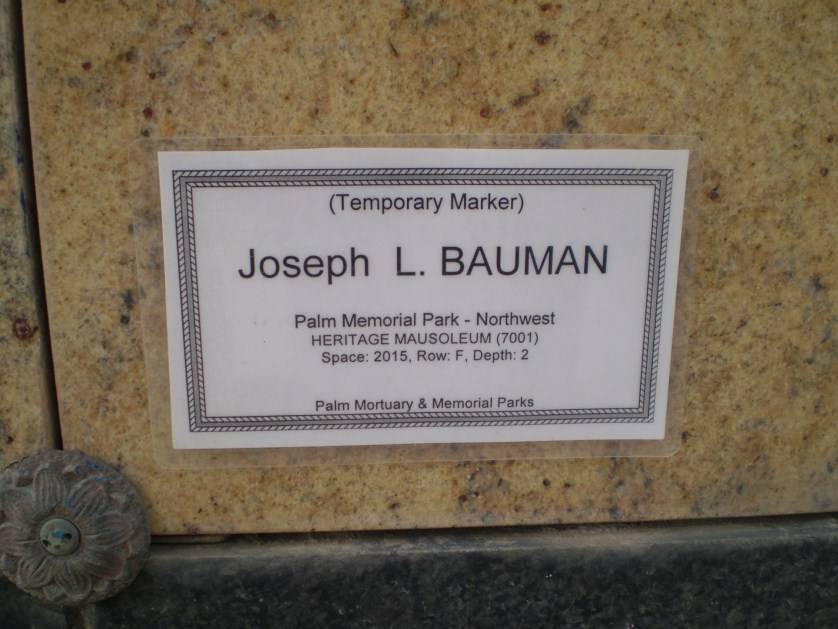 (Temporary Marker)
Joseph L. BAUMAN
Palm Memorial Park - Northwest
HERITAGE MAUSOLEUM (7001)
Space: 2015, Row: F, Depth: 2
Palm Mortuary & Memorial Parks